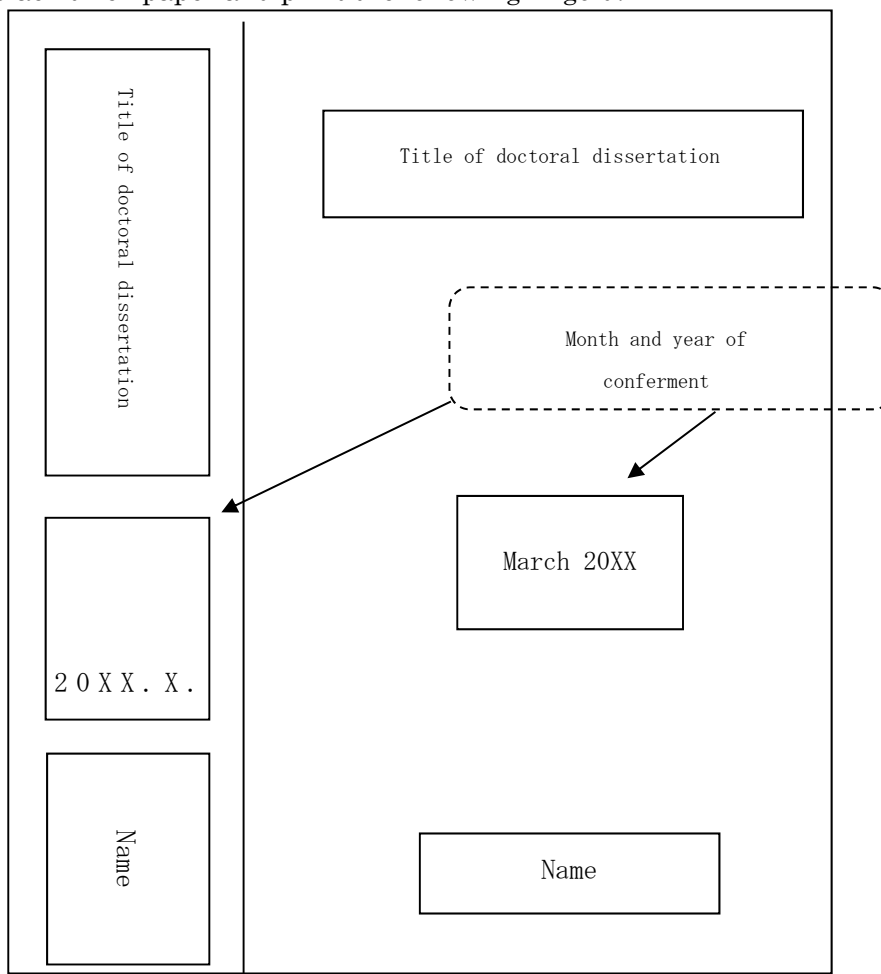 Title of doctoral dissertation
Title of doctoral dissertation
Month and year of
conferment
March 20XX
20XX.X.
Name
Name